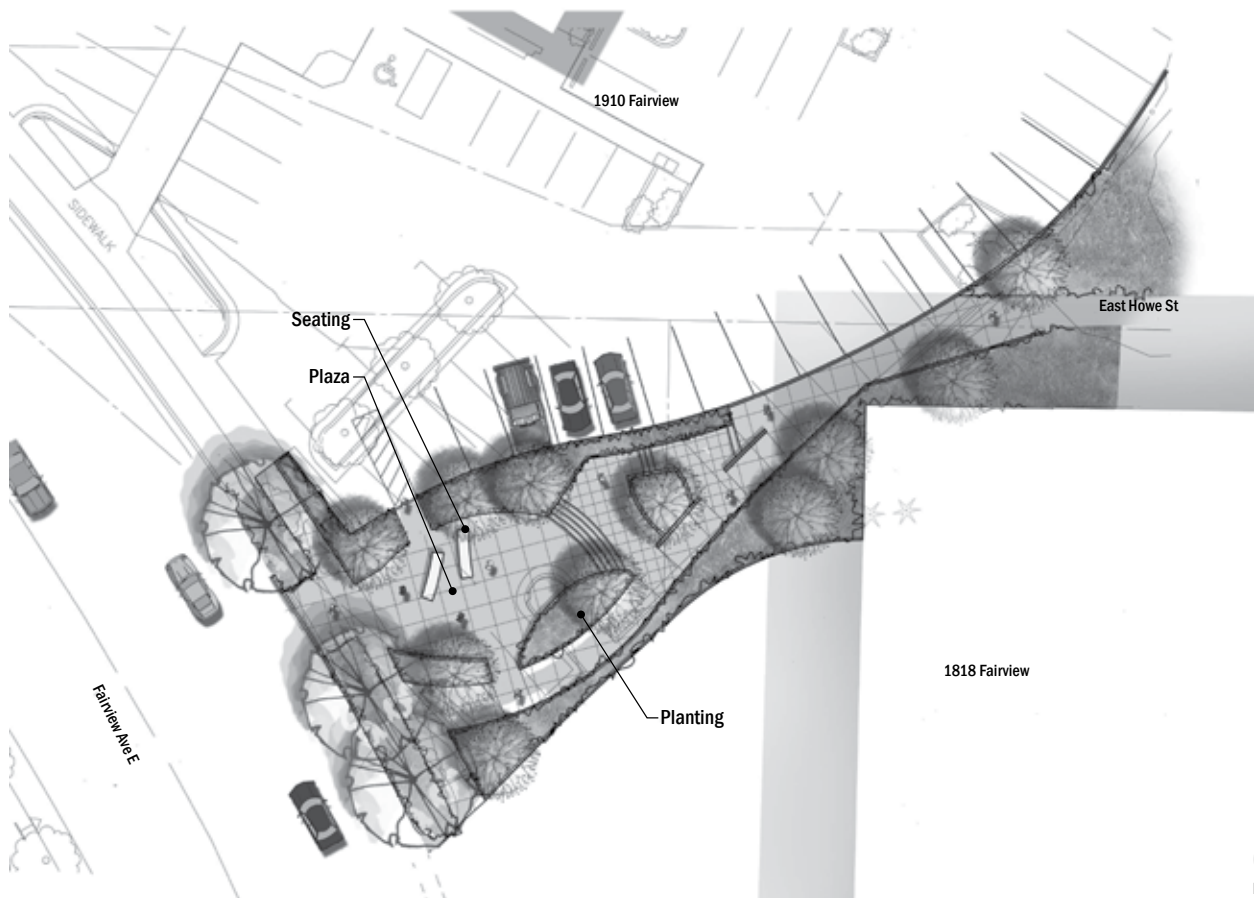 1910 Fairview
SIDEWALK
East Howe St
Seating
Plaza
1818 Fairview
Planting
Fairview Ave E